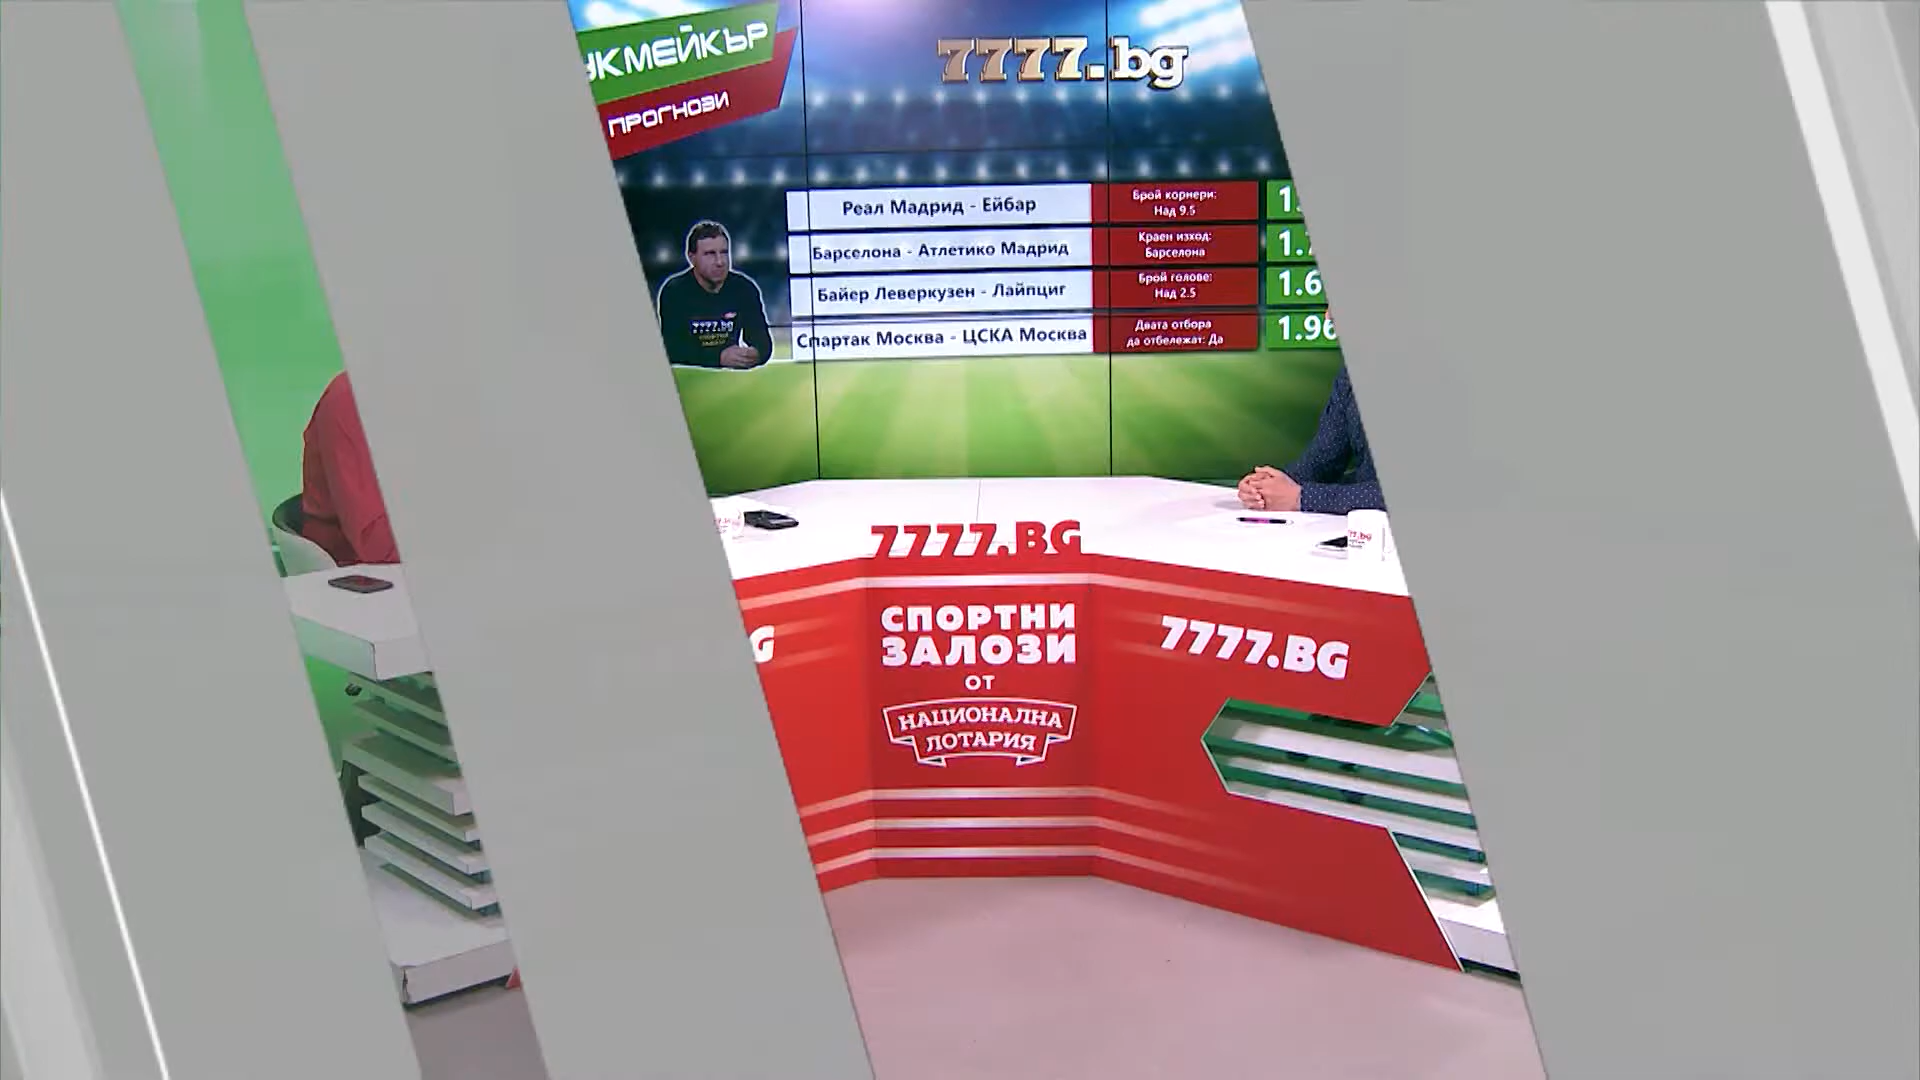 УКМЕЙКЪР
ПРОГНОЗИ
7777.bg
Реал Мадрид - Ейбар
Брой корнери:
Над 9.5
Барселона - Атлетико Мадрид
Краен изход:
Барселона
Байер Леверкузен - Лайпциг
Брой голове:
Над 2.5
1.6
Спартак Москва - ЦСКА Москва
Двата отбора
да отбележат: Да
1.96
7777.bg
7777.BG
СПОРТНИ
ЗАЛОЗИ
ОТ
НАЦИОНАЛНА
ЛОТАРИЯ
G
7777.BG